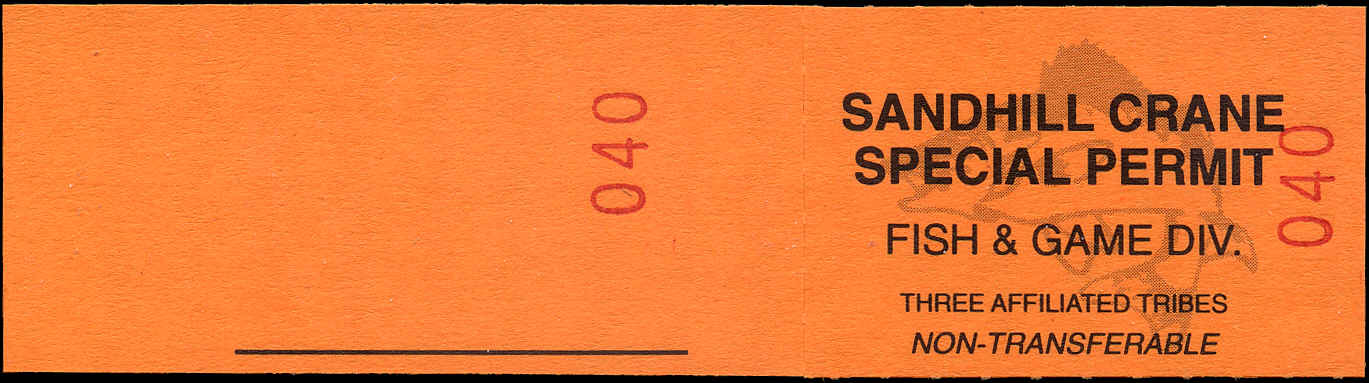 040
SANDHILL CRANE
SPECIAL PERMIT
FISH & GAME DIV.
THREE AFFILIATED TRIBES
NON-TRANSFERABLE
040